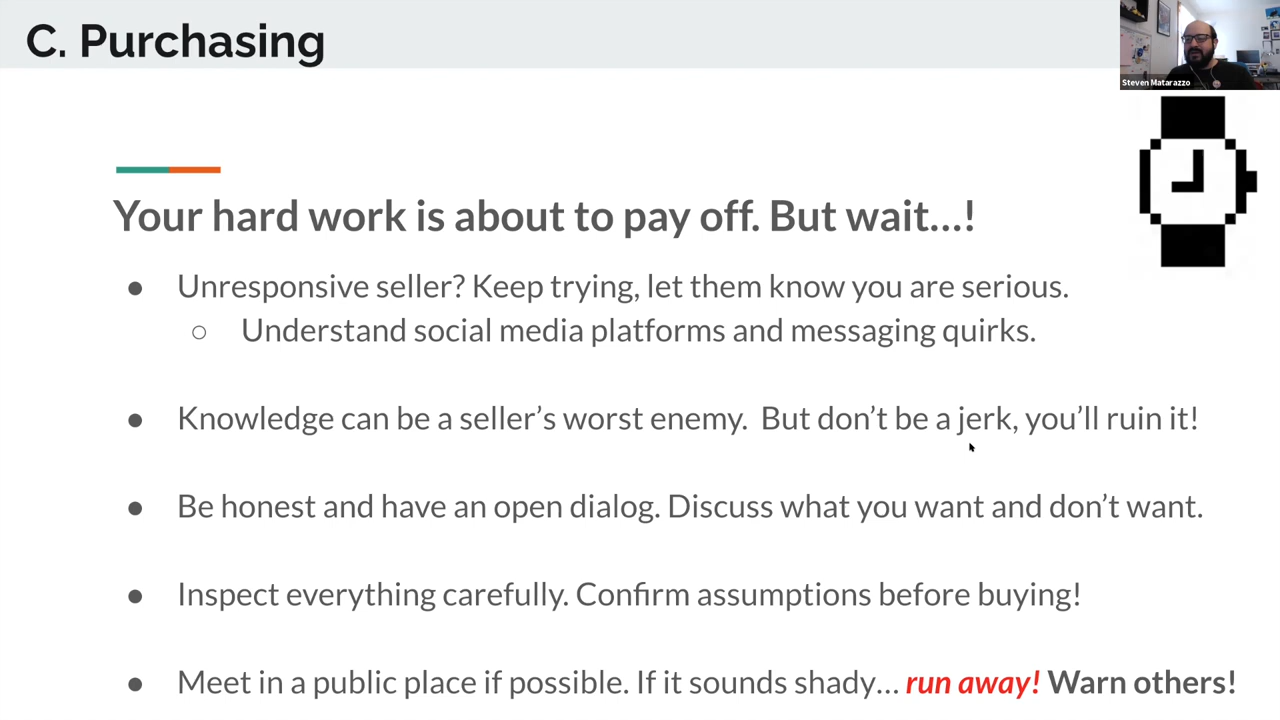 C. Purchasing
Steven Matarazzo
Your hard work is about to pay off. But wait...!
● Unresponsive seller? Keep trying, let them know you are serious.
○ Understand social media platforms and messaging quirks.
● Knowledge can be a seller’s worst enemy.  But don’t be a jerk, you’ll ruin it!
● Be honest and have an open dialog. Discuss what you want and don’t want.
● Inspect everything carefully. Confirm assumptions before buying!
● Meet in a public place if possible. If it sounds shady... run away! Warn others!